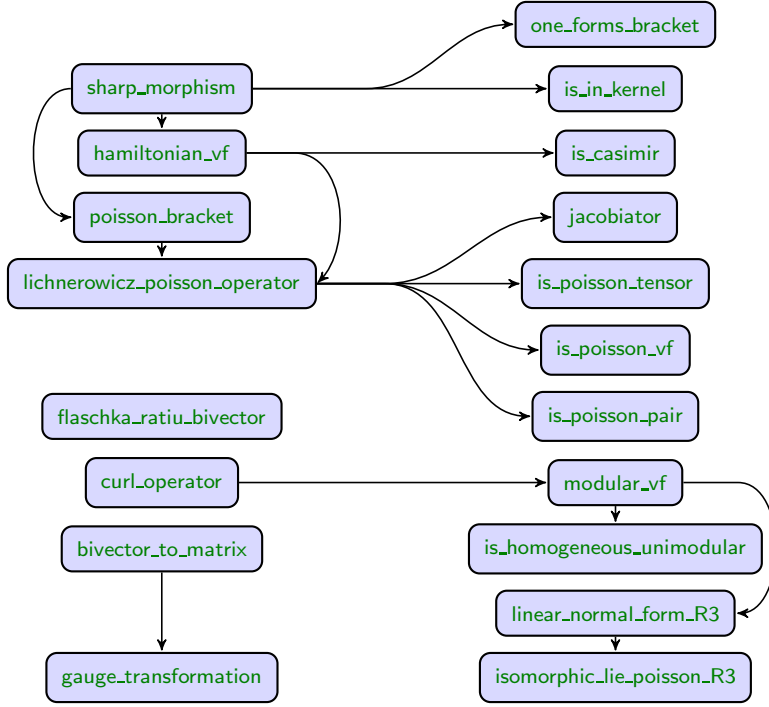 one_forms_bracket
sharp_morphism
is_in_kernel
hamiltonian_vf
is_casimir
poisson_bracket
jacobiator
lichnerowicz_poisson_operator
is_poisson_tensor
is_poisson_vf
flaschka_ratiu_bivector
is_poisson_pair
curl_operator
modular_vf
bivector_to_matrix
is_homogeneous_unimodular
linear_normal_form_R3
gauge_transformation
isomorphic_lie_poisson_R3